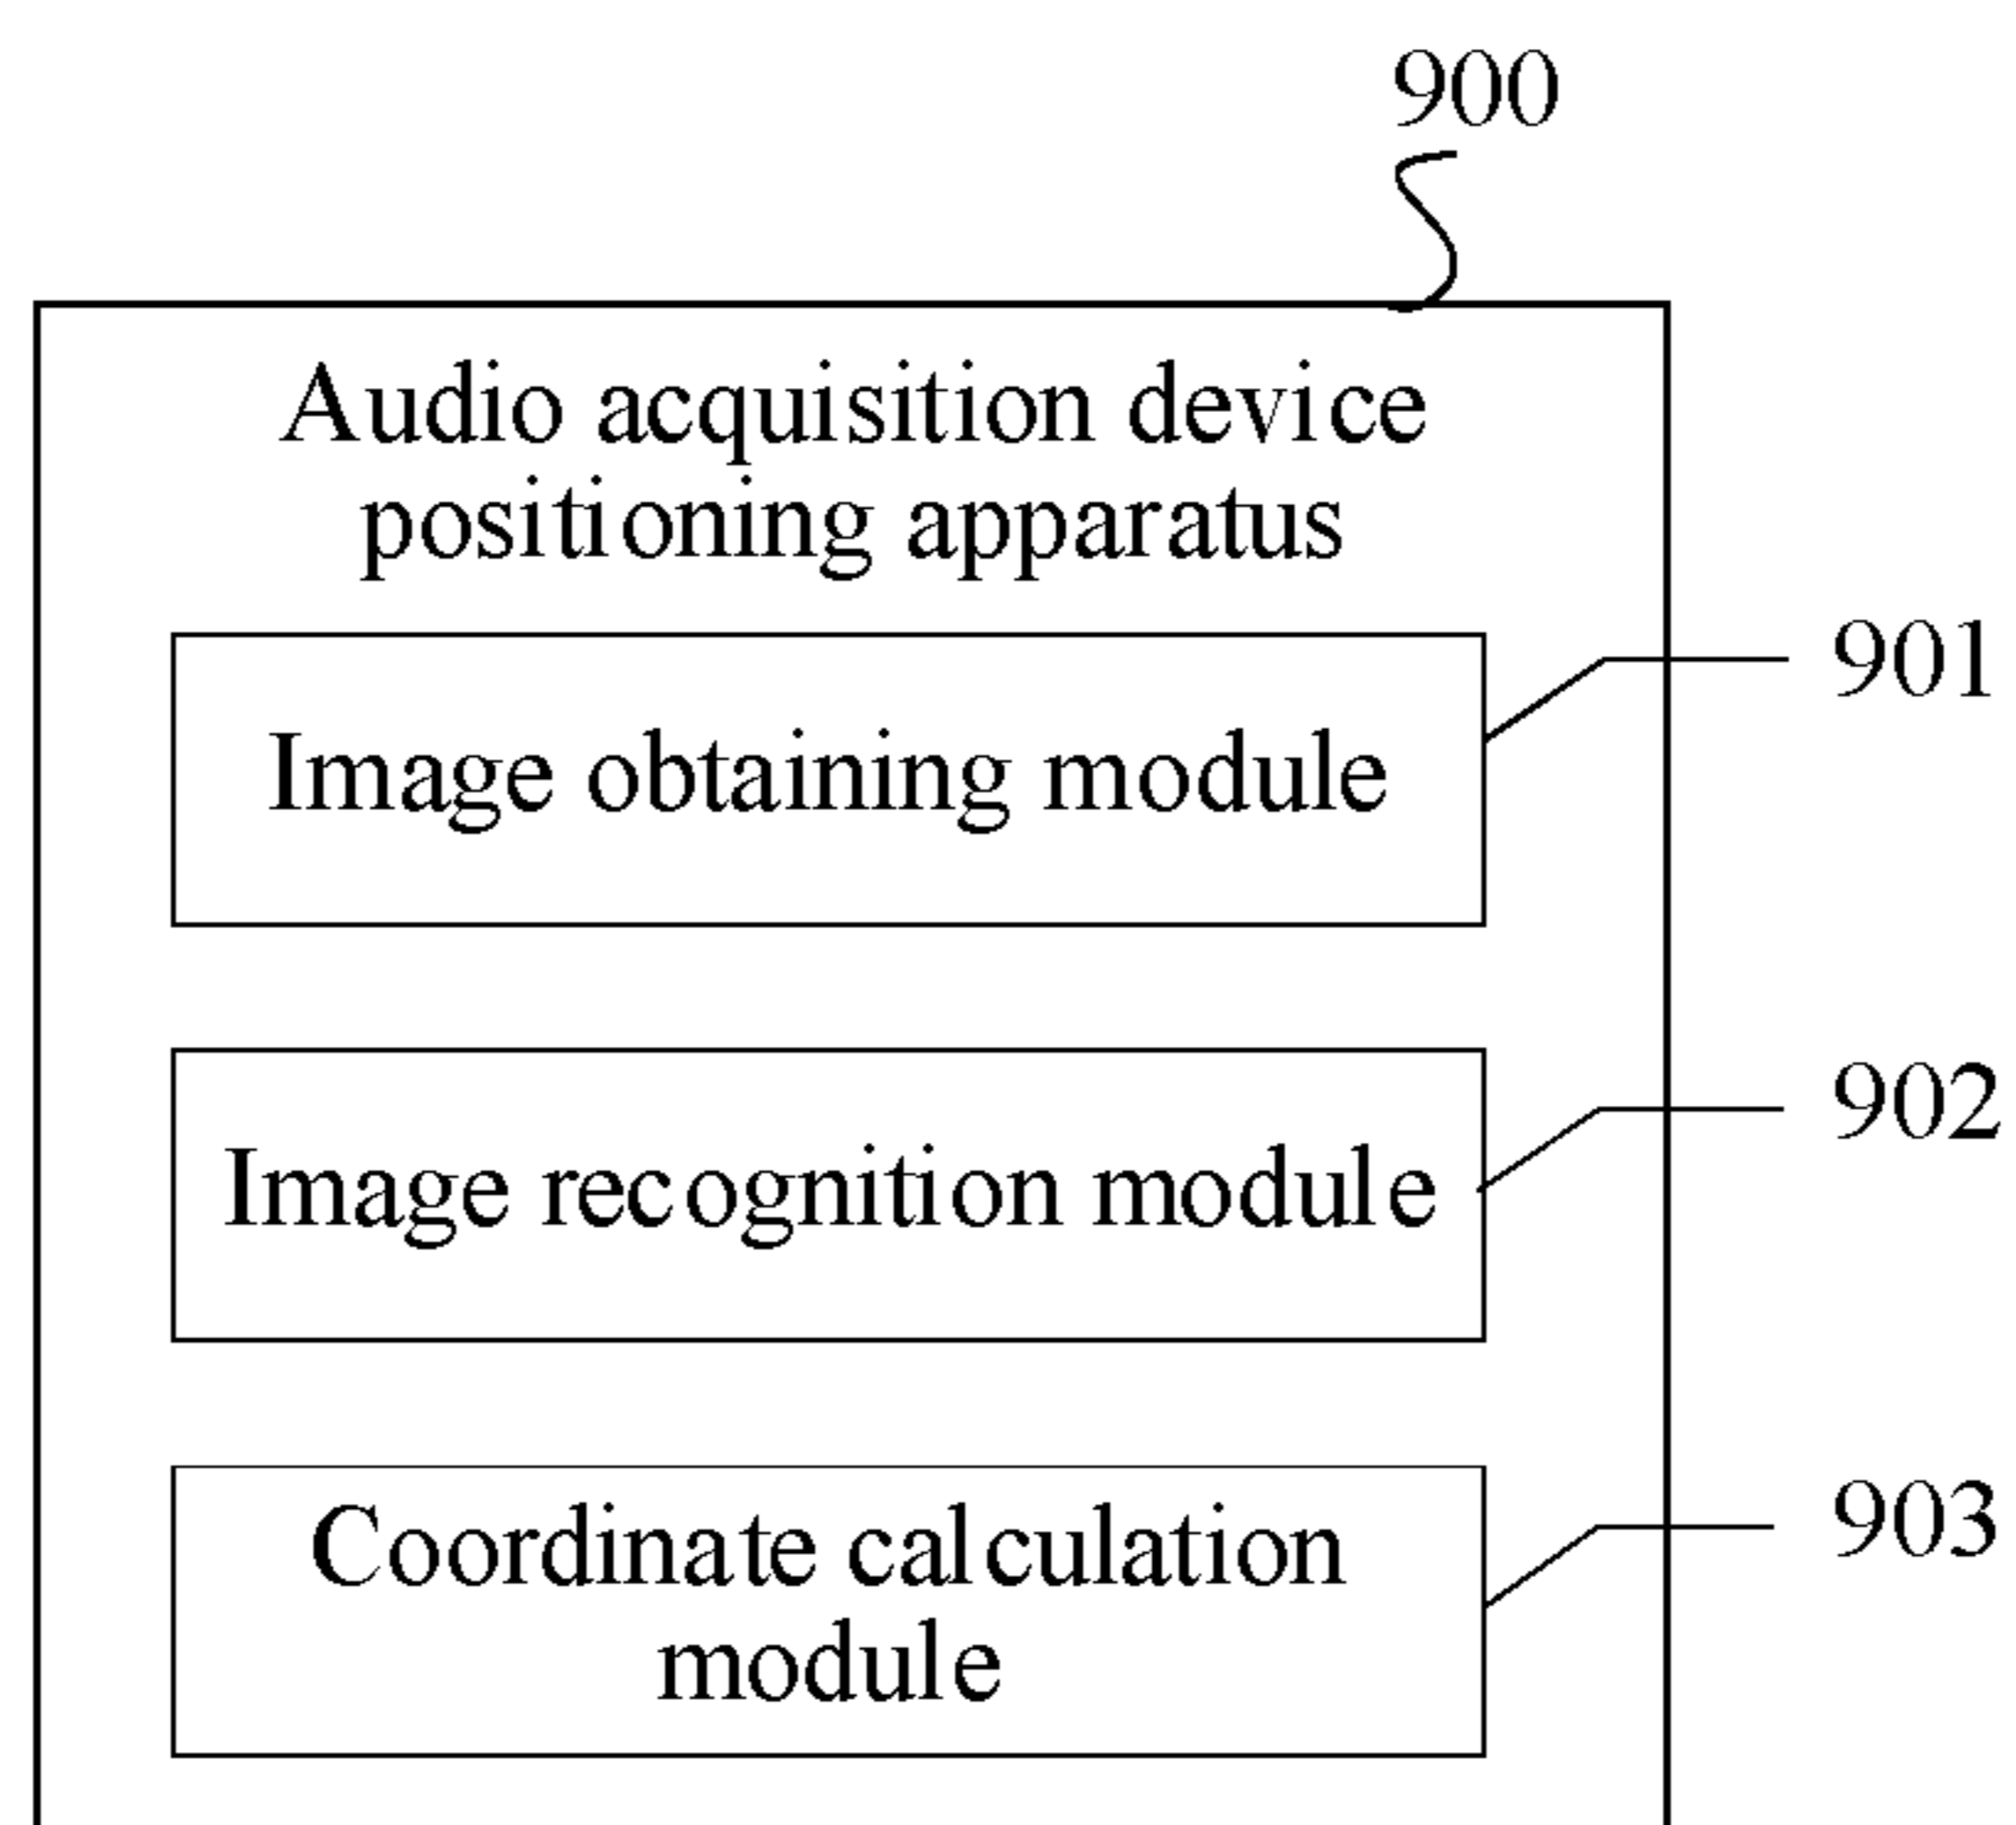 900
Audio acquisition device
positioning apparatus
901
Image obtaining module
902
Image recognition module
903
Coordinate calculation
module